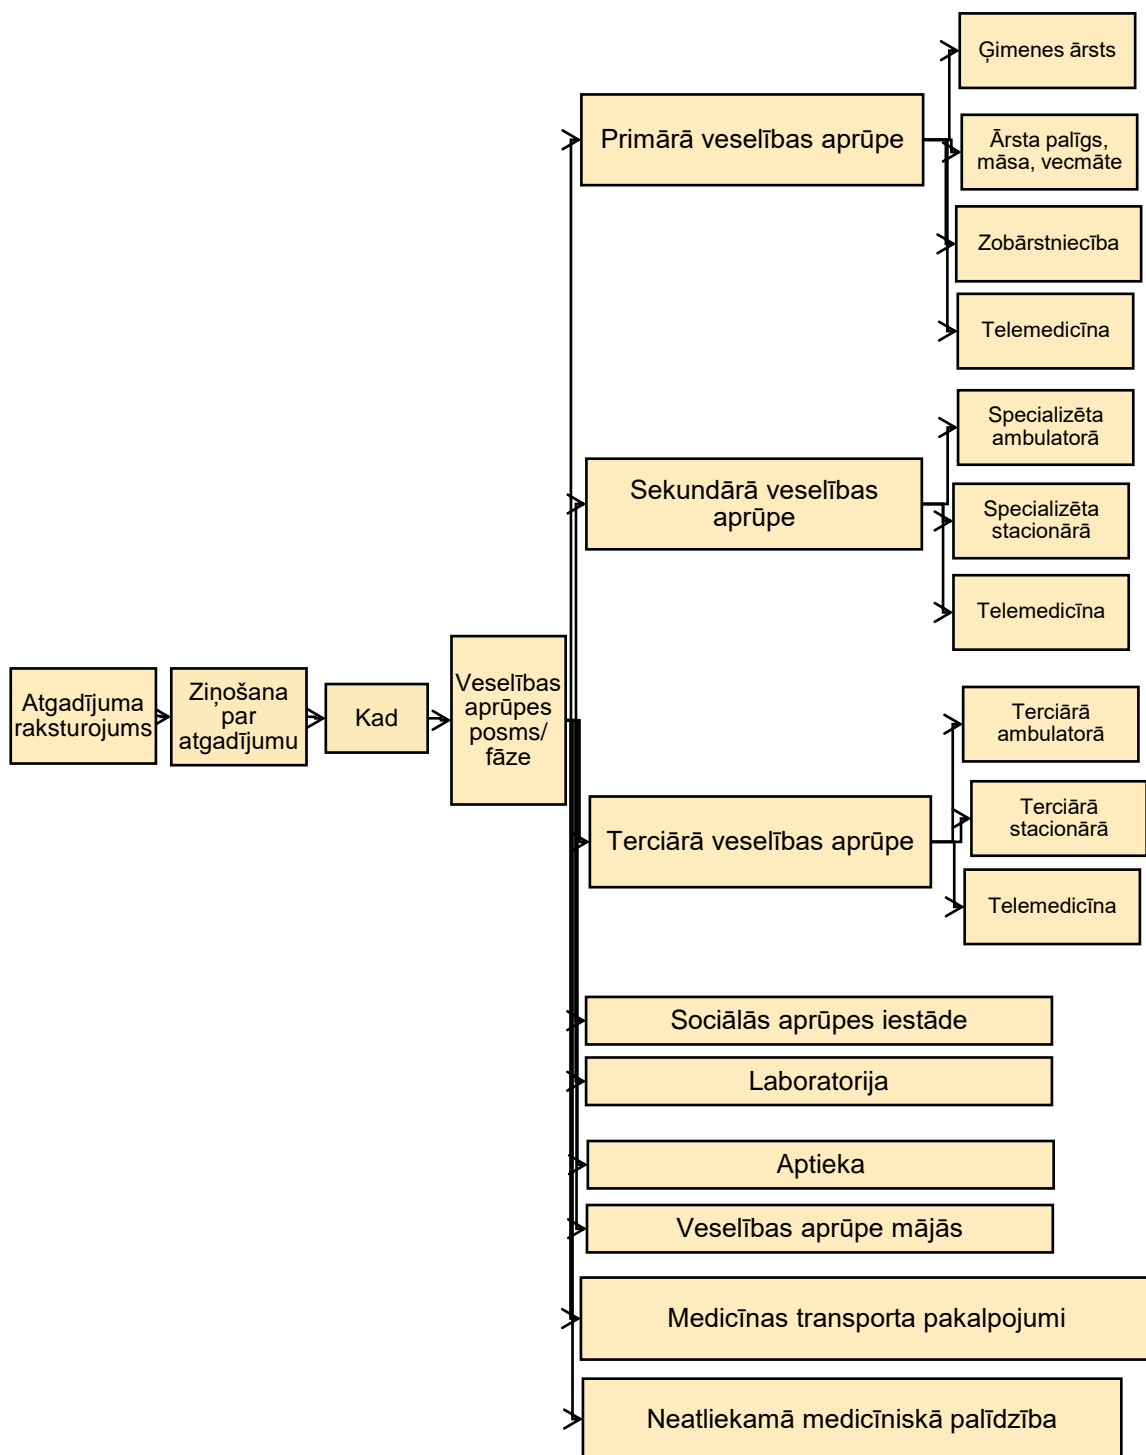 Ģimenes ārsts
Primārā veselības aprūpe
Ārsta palīgs,
māsa, vecmāte
Zobārstniecība
Telemedicīna
Specializēta
ambulatorā
Sekundārā veselības
aprūpe
Specializēta
stacionārā
Telemedicīna
Atgadījuma
raksturojums
Ziņošana
par
atgadījumu
Kad
Veselības
aprūpes
posms/
fāze
Terciārā
ambulatorā
Terciārā veselības aprūpe
Terciārā
stacionārā
Telemedicīna
Sociālās aprūpes iestāde
Laboratorija
Aptieka
Veselības aprūpe mājās
Medicīnas transporta pakalpojumi
Neatliekamā medicīniskā palīdzība